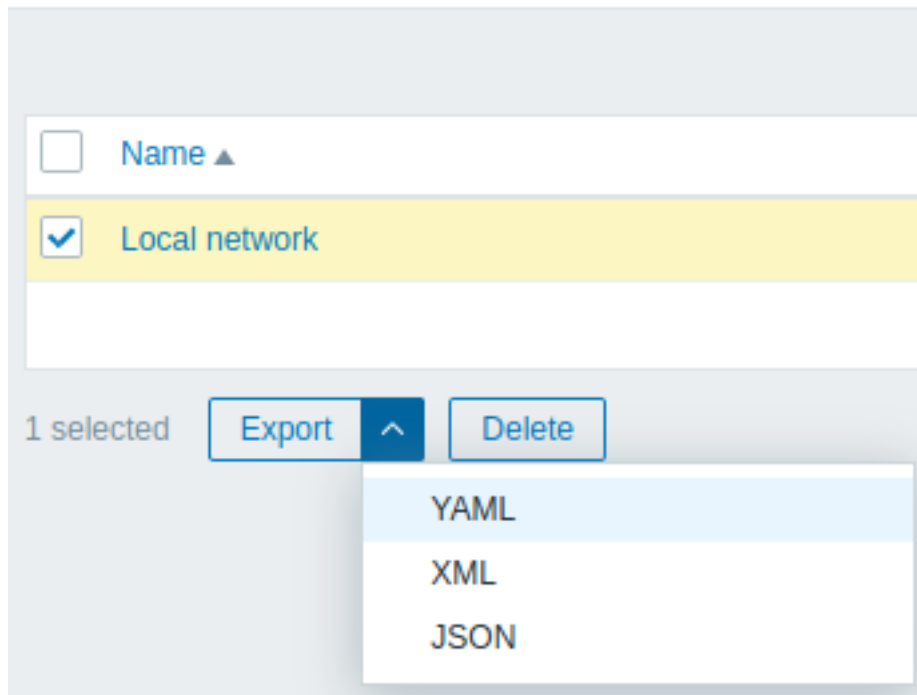 Name ▲
Local network
1 selected Export Delete
YAML
XML
JSON